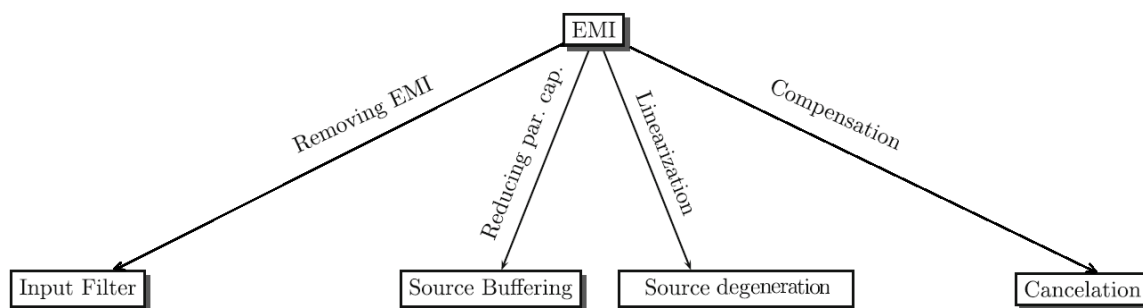 EMI
Removing EMI
Reducing par. cap.
Linearization
Compensation
Input Filter
Source Buffering
Source degeneration
Cancelation